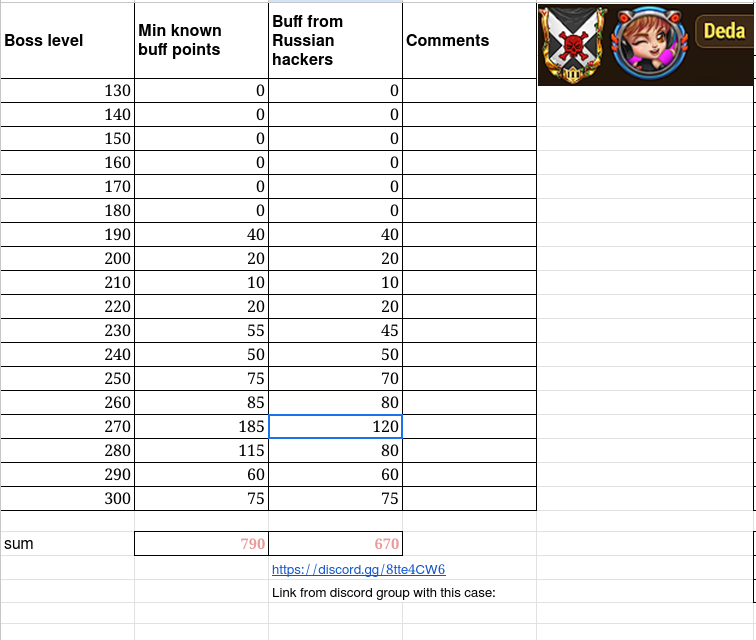 Boss level	Min known buff points	Buff from Russian hackers	Comments	Deda
130	0	0
140	0	0
150	0	0
160	0	0
170	0	0
180	0	0
190	40	40
200	20	20
210	10	10
220	20	20
230	55	45
240	50	50
250	75	70
260	85	80
270	185	120
280	115	80
290	60	60
300	75	75
sum	790	670
https://discord.gg/8tte4CW6
Link from discord group with this case: